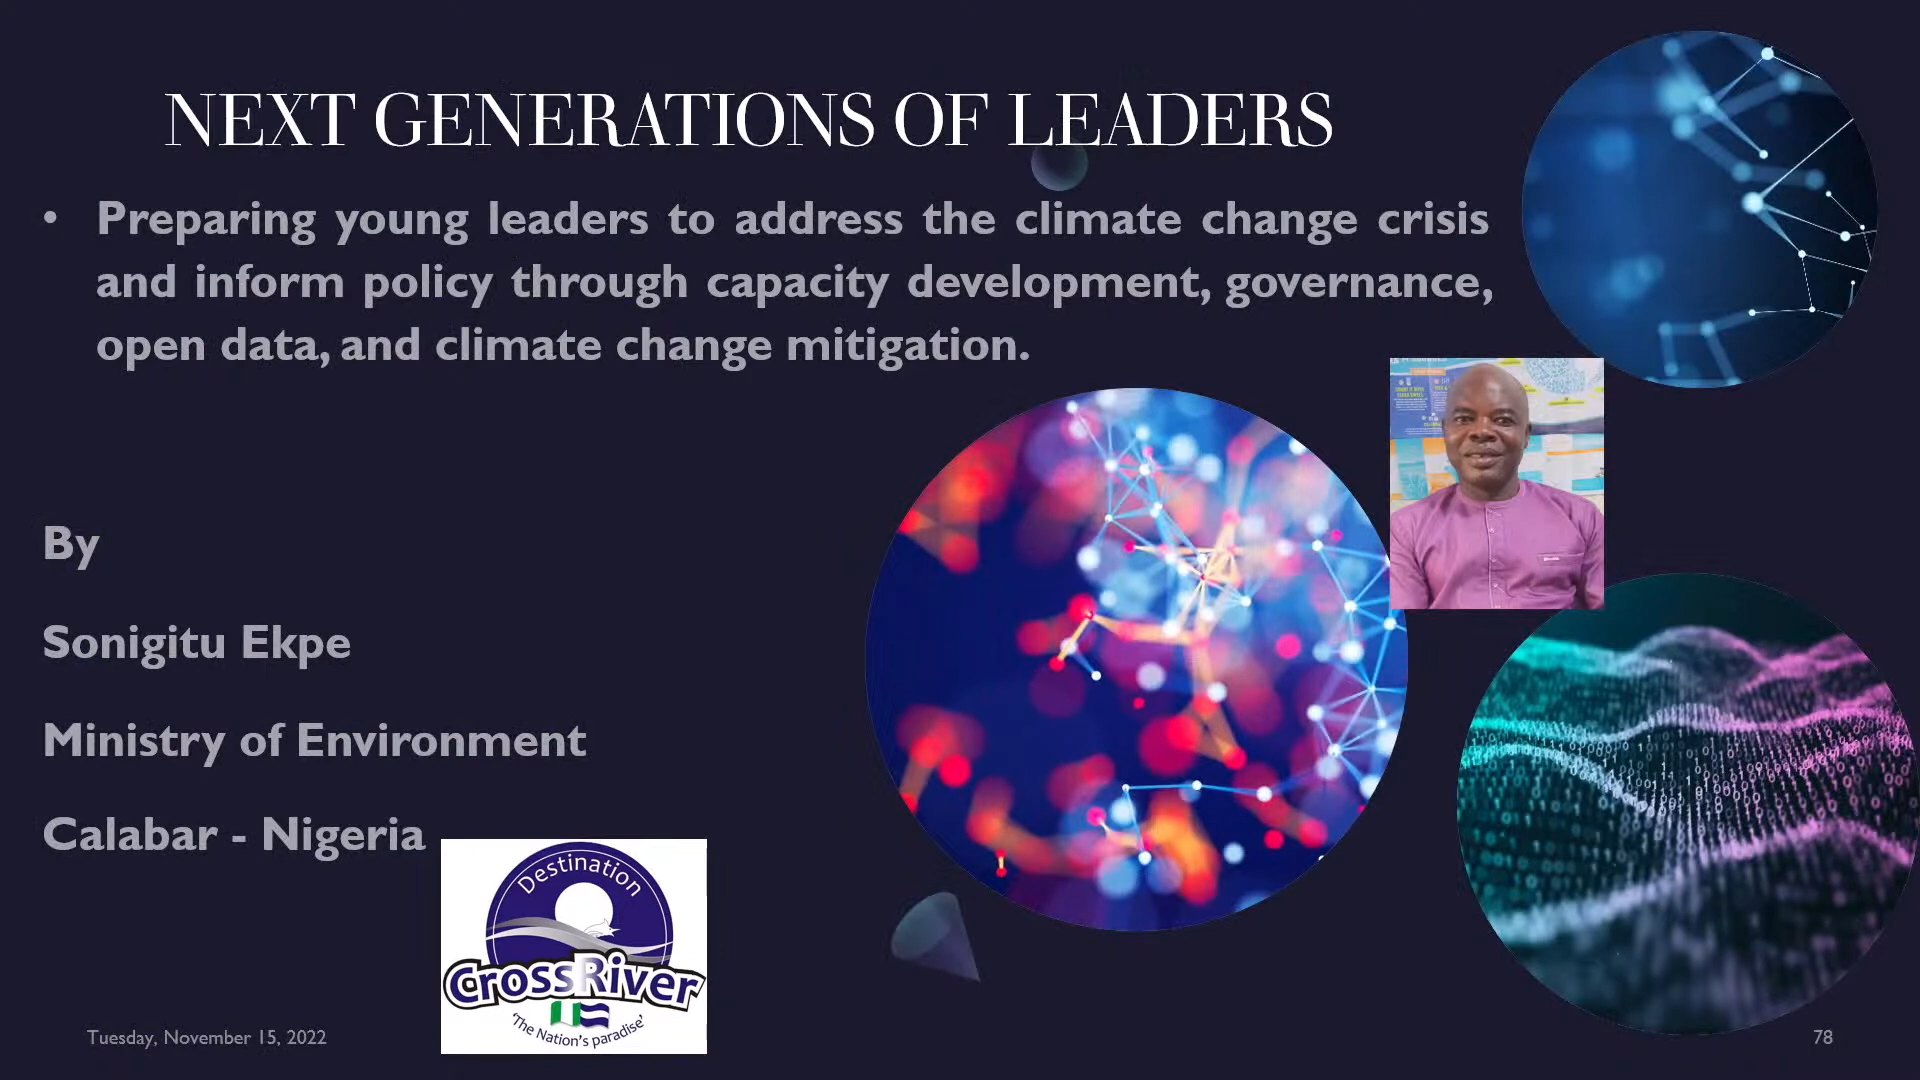 NEXT GENERATIONS OF LEADERS
• Preparing young leaders to address the climate change crisis
and inform policy through capacity development, governance,
open data, and climate change mitigation.
By
Sonigitu Ekpe
Ministry of Environment
Calabar - Nigeria
Destination
CrossRiver
'The Nation's paradise'
Tuesday, November 15, 2022
78